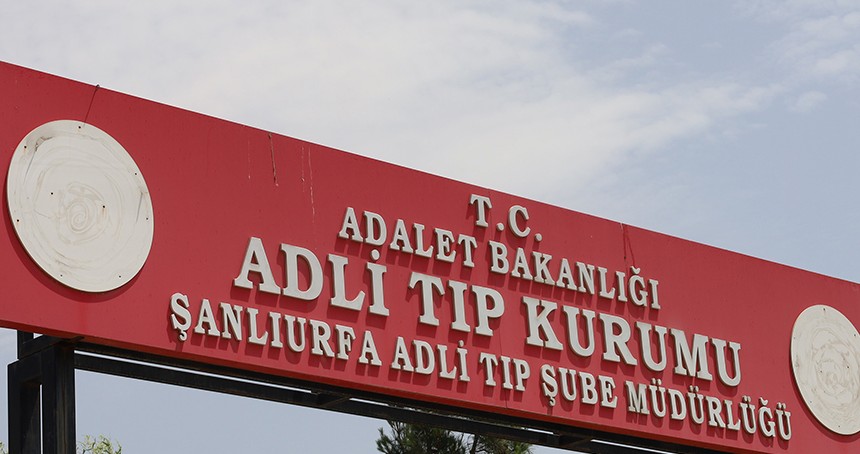 T.C.
ADALET BAKANLIĞI
ADLİ TIP KURUMU
ŞANLIURFA ADLİ TIP ŞUBE MÜDÜRLÜĞÜ